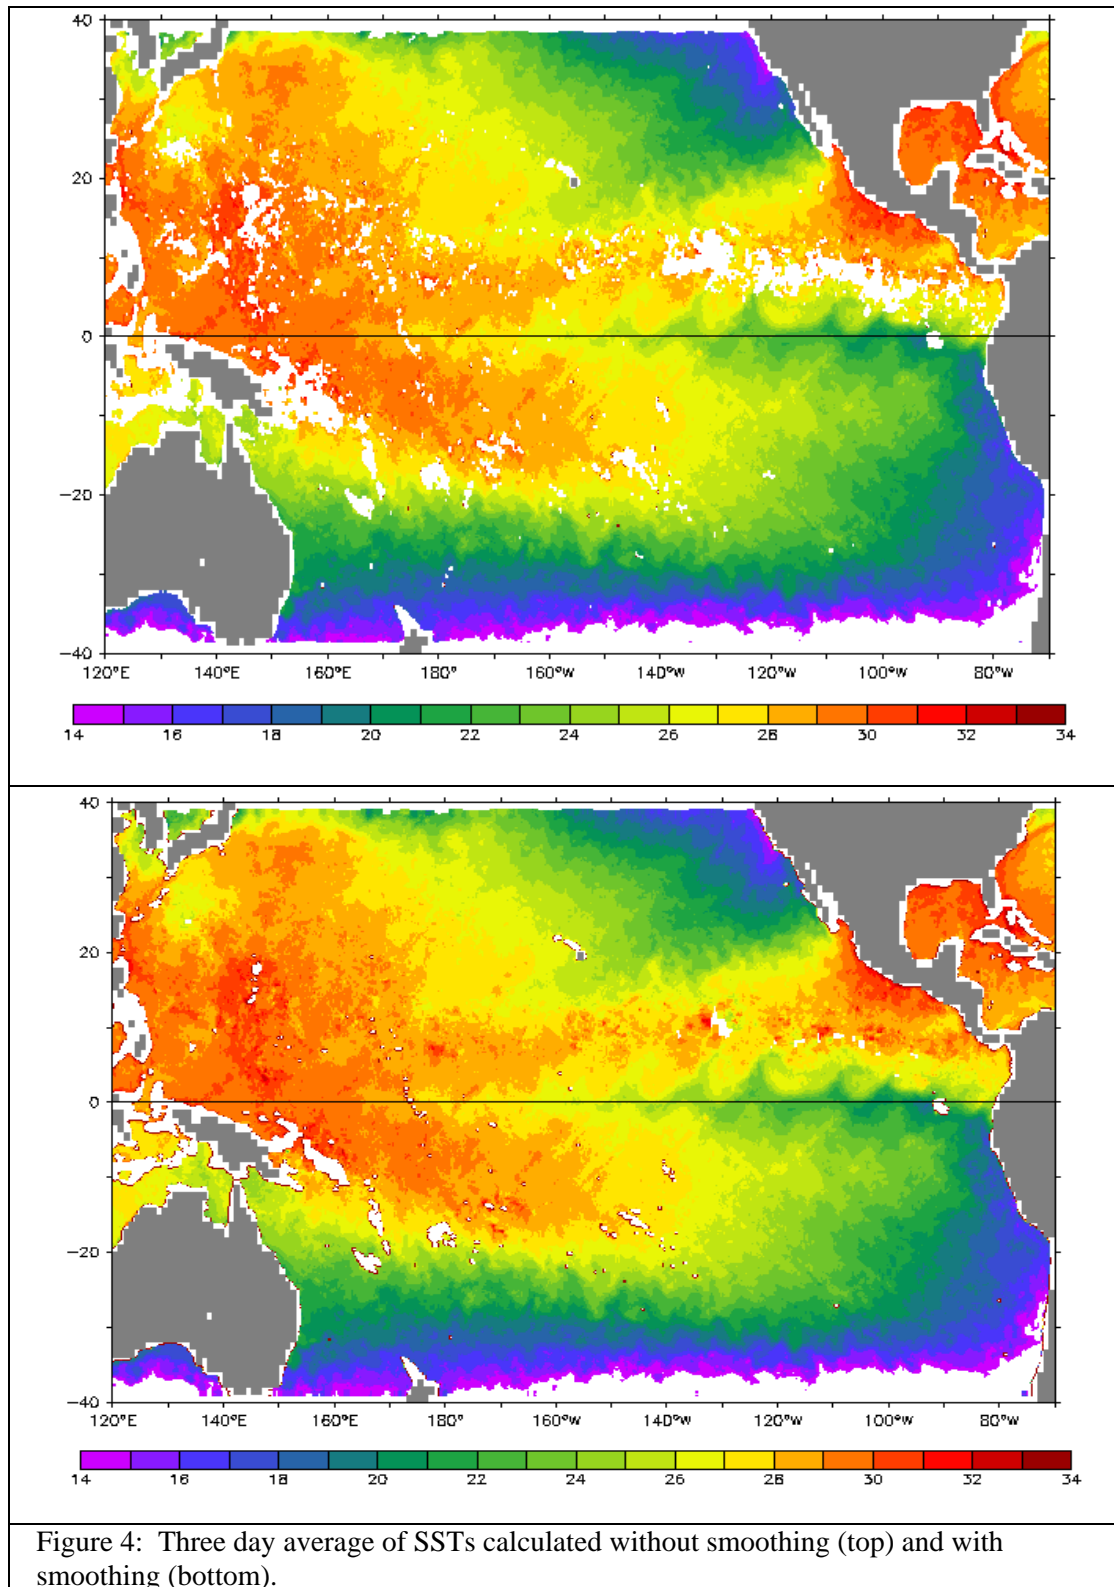 40
20
0
−20
−40
120°E 140°E 160°E 180° 160°W 140°W 120°W 100°W 80°W
14 16 18 20 22 24 26 28 30 32 34
40
20
0
−20
−40
120°E 140°E 160°E 180° 160°W 140°W 120°W 100°W 80°W
14 16 18 20 22 24 26 28 30 32 34
Figure 4:  Three day average of SSTs calculated without smoothing (top) and with
smoothing (bottom).